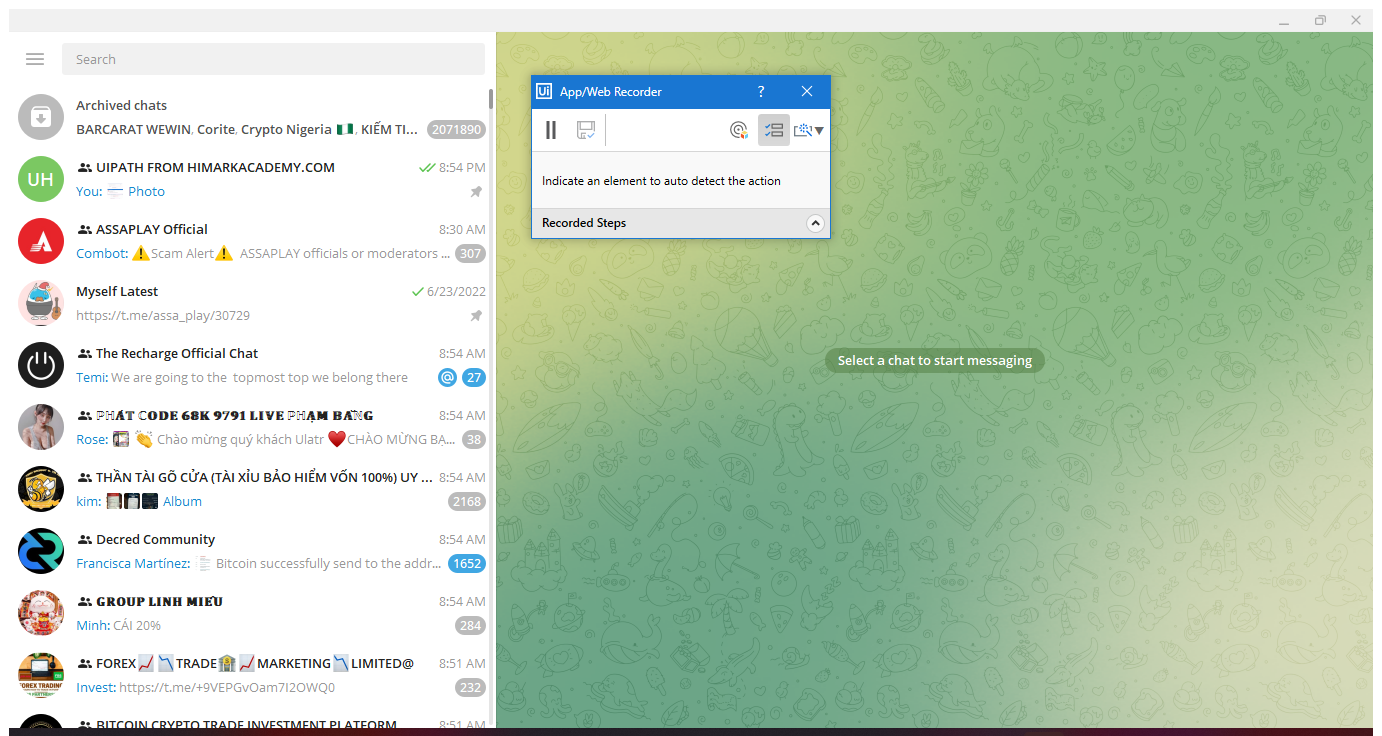 Search
Archived chats
BARCARAT WEWIN, Corite, Crypto Nigeria 🇳🇬, KIẾM TI...
2071890
UH
UIPATH FROM HIMARKACADEMY.COM
8:54 PM
You: Photo
ASSAPLAY Official
8:30 AM
Combot: ⚠️Scam Alert⚠️ ASSAPLAY officials or moderators ...
307
Myself Latest
6/23/2022
https://t.me/assa_play/30729
The Recharge Official Chat
8:54 AM
Temi: We are going to the topmost top we belong there
@ 27
PHÁT CODE 68K 9791 LIVE PHẠM BĂNG
8:54 AM
Rose: 👏 Chào mừng quý khách Ulatr ♥️CHÀO MỪNG BẠ...
38
THẦN TÀI GÕ CỬA (TÀI XỈU BẢO HIỂM VỐN 100%) UY ...
8:54 AM
kim: Album
2168
Decred Community
8:54 AM
Francisca Martínez: Bitcoin successfully send to the addr...
1652
GROUP LINH MIEU
8:54 AM
Minh: CÁI 20%
284
FOREX📈📉TRADE🏦📈MARKETING📉LIMITED@
8:51 AM
Invest: https://t.me/+9VEPGvOam7I2OWQ0
232
BITCOIN CRYPTO TRADE INVESTMENT PLATFORM
8:51 AM
Ui App/Web Recorder
?
Indicate an element to auto detect the action
Recorded Steps
Select a chat to start messaging